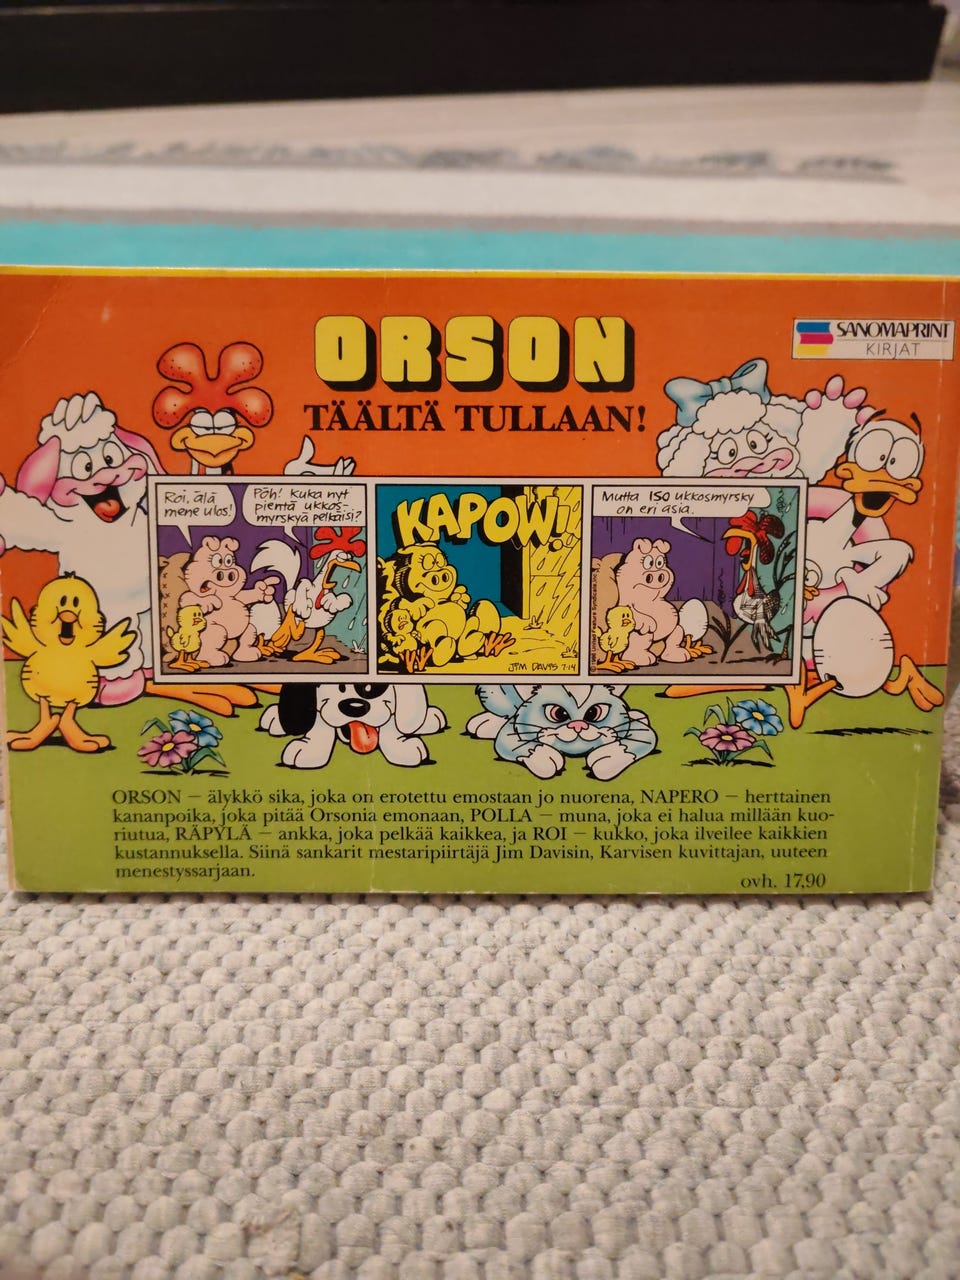 ORSON
TÄÄLTÄ TULLAAN!
SANOMAPRINT
KIRJAT
Roi, älä
mene ulos!
Pöh! Kuka nyt
pientä ukkos-
myrskyä pelkäisi?
KAPOW!
JIM DAVIS 7-14
Mutta ISO ukkosmyrsky
on eri asia.
ORSON — älykkö sika, joka on erotettu emostaan jo nuorena, NAPERO — herttainen
kananpoika, joka pitää Orsonia emonaan, POLLA — muna, joka ei halua millään kuo-
riutua, RÄPYLÄ — ankka, joka pelkää kaikkea, ja ROI — kukko, joka ilveilee kaikkien
kustannuksella. Siinä sankarit mestaripiirtäjä Jim Davisin, Karvisen kuvittajan, uuteen
menestyssarjaan.
ovh. 17,90